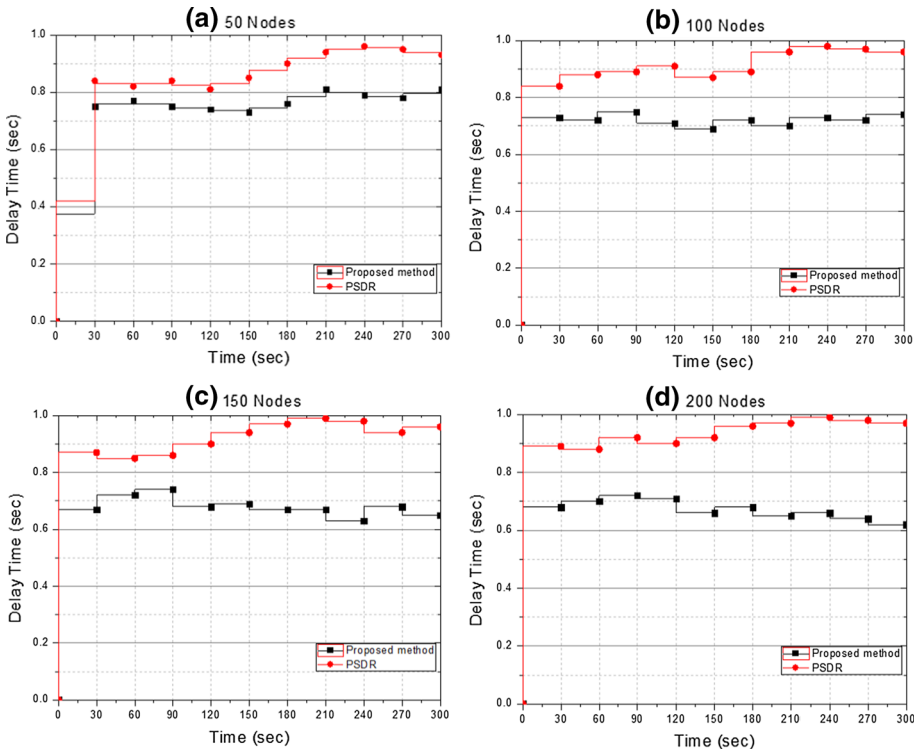 (a) 50 Nodes
1.0
0.8
0.6
0.4
0.2
0.0
Delay Time (sec)
Proposed method
PSDR
0 30 60 90 120 150 180 210 240 270 300
Time (sec)
(b) 100 Nodes
1.0
0.8
0.6
0.4
0.2
0.0
Delay Time (sec)
Proposed method
PSDR
0 30 60 90 120 150 180 210 240 270 300
Time (sec)
(c) 150 Nodes
1.0
0.8
0.6
0.4
0.2
0.0
Delay Time (sec)
Proposed method
PSDR
0 30 60 90 120 150 180 210 240 270 300
Time (sec)
(d) 200 Nodes
1.0
0.8
0.6
0.4
0.2
0.0
Delay Time (sec)
Proposed method
PSDR
0 30 60 90 120 150 180 210 240 270 300
Time (sec)